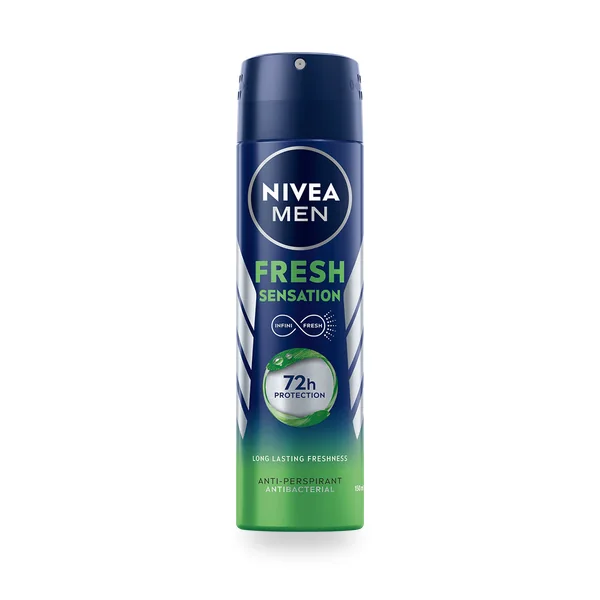 NIVEA
MEN
FRESH
SENSATION
INFINI FRESH
72h
PROTECTION
LONG LASTING FRESHNESS
ANTI-PERSPIRANT
ANTIBACTERIAL